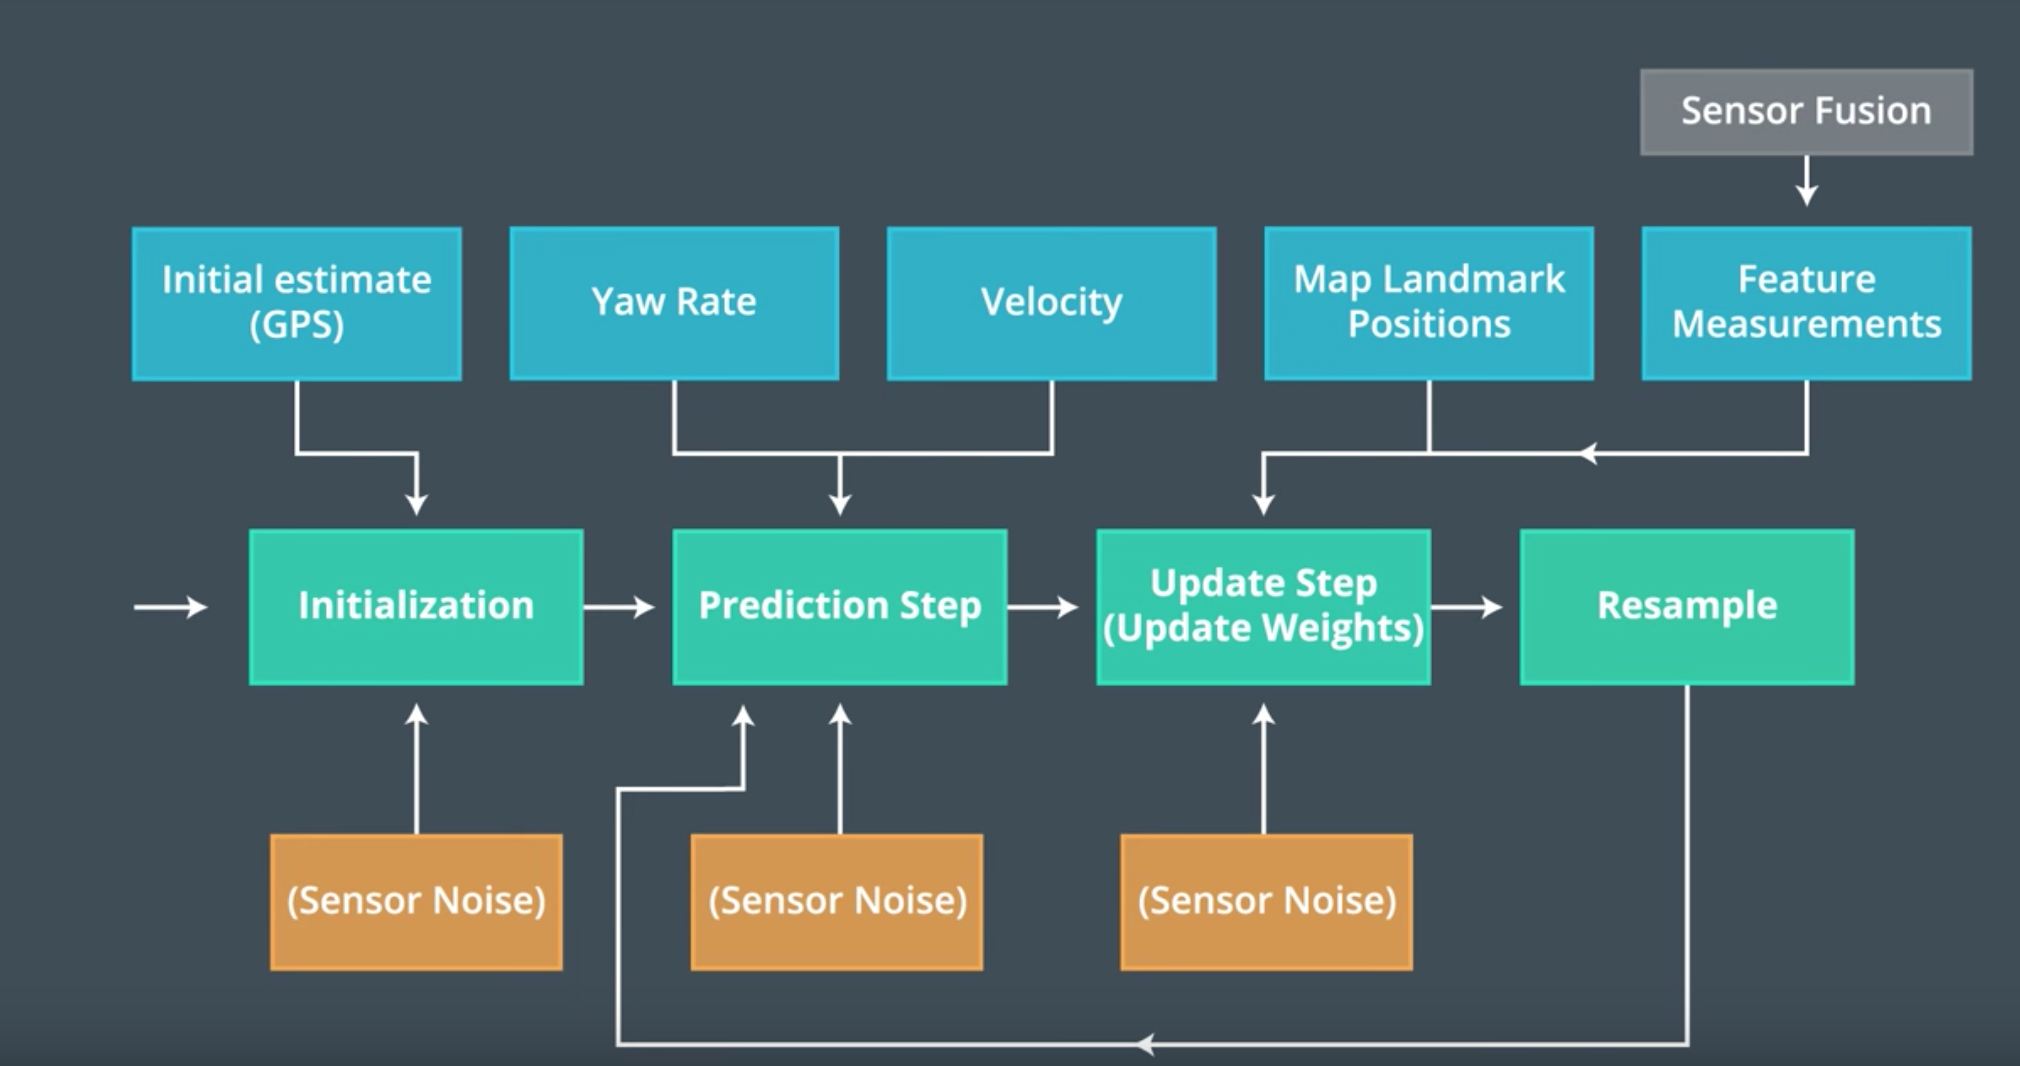 Sensor Fusion
Initial estimate
(GPS)
Yaw Rate
Velocity
Map Landmark
Positions
Feature
Measurements
Initialization
Prediction Step
Update Step
(Update Weights)
Resample
(Sensor Noise)
(Sensor Noise)
(Sensor Noise)